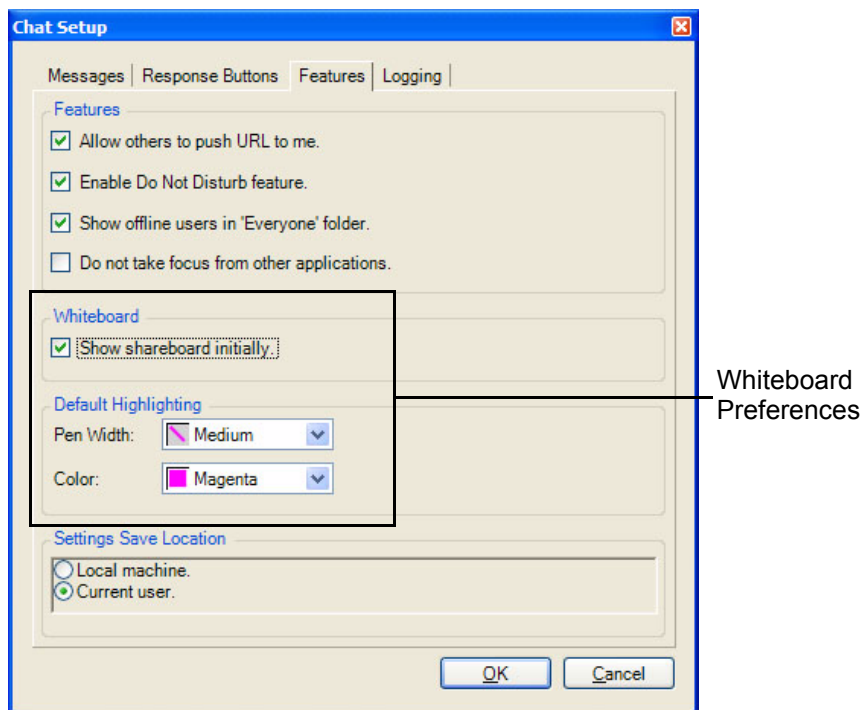 Chat Setup
Messages Response Buttons Features Logging
Features
Allow others to push URL to me.
Enable Do Not Disturb feature.
Show offline users in 'Everyone' folder.
Do not take focus from other applications.
Whiteboard
Show shareboard initially.
Default Highlighting
Pen Width: Medium
Color: Magenta
Whiteboard
Preferences
Settings Save Location
Local machine.
Current user.
OK Cancel